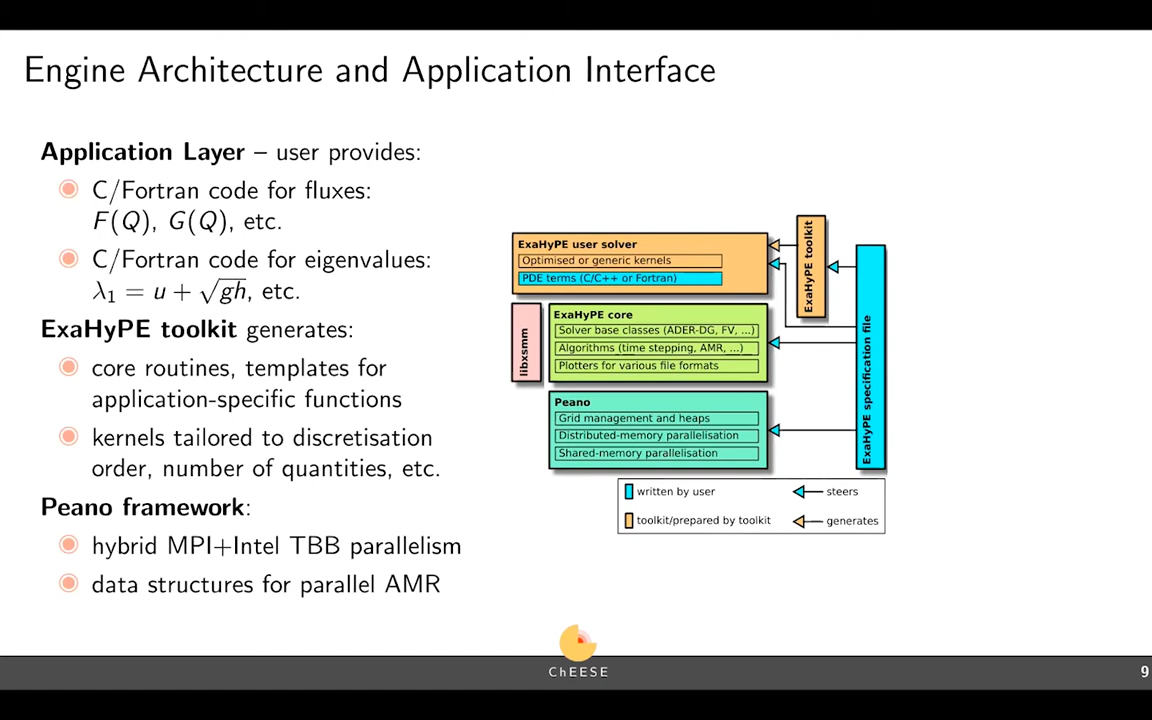 Engine Architecture and Application Interface
Application Layer – user provides:
C/Fortran code for fluxes:
F(Q), G(Q), etc.
C/Fortran code for eigenvalues:
λ₁ = u + √gh, etc.
ExaHyPE toolkit generates:
core routines, templates for
application-specific functions
kernels tailored to discretisation
order, number of quantities, etc.
Peano framework:
hybrid MPI+Intel TBB parallelism
data structures for parallel AMR
ExaHyPE user solver
Optimised or generic kernels
PDE terms (C/C++ or Fortran)
ExaHyPE toolkit
ExaHyPE specification file
libxsmm
ExaHyPE core
Solver base classes (ADER-DG, FV, ...)
Algorithms (time stepping, AMR, ...)
Plotters for various file formats
Peano
Grid management and heaps
Distributed-memory parallelisation
Shared-memory parallelisation
written by user
steers
toolkit/prepared by toolkit
generates
ChEESE
9